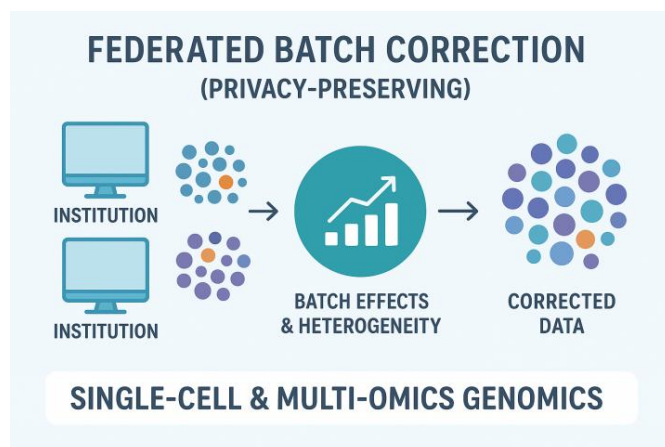 FEDERATED BATCH CORRECTION
(PRIVACY-PRESERVING)
INSTITUTION
INSTITUTION
BATCH EFFECTS
& HETEROGENEITY
CORRECTED
DATA
SINGLE-CELL & MULTI-OMICS GENOMICS